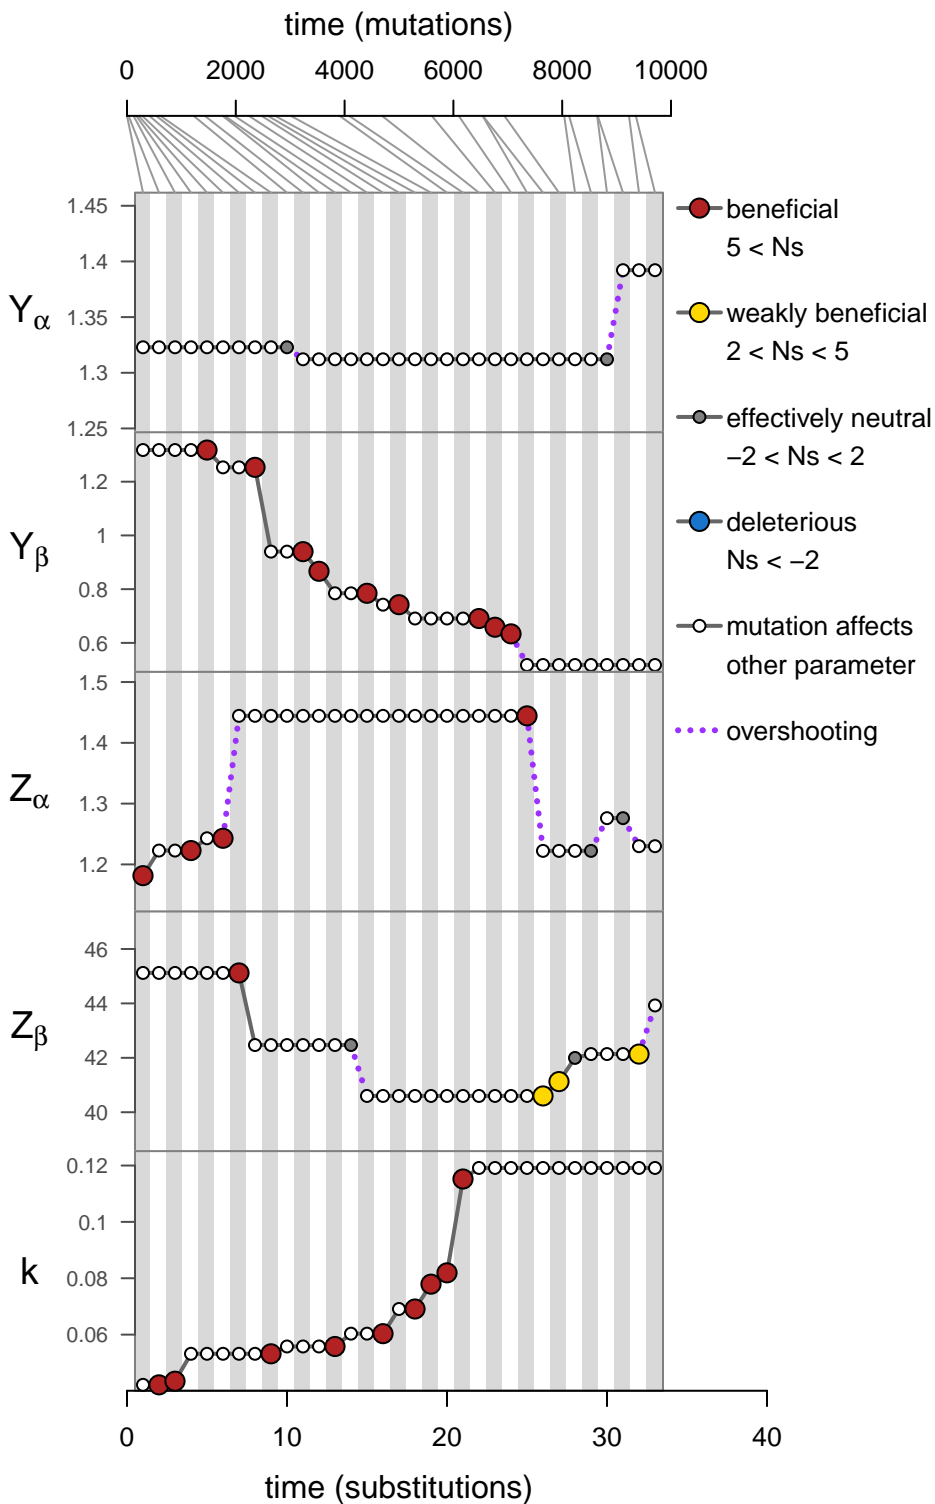 time (mutations)
0 2000 4000 6000 8000 10000
1.45
1.4
1.35
1.3
1.25
Yα
1.2
1
0.8
0.6
Yβ
1.5
1.4
1.3
1.2
Zα
46
44
42
40
Zβ
0.12
0.1
0.08
0.06
k
0 10 20 30 40
time (substitutions)
beneficial
5 < Ns
weakly beneficial
2 < Ns < 5
effectively neutral
−2 < Ns < 2
deleterious
Ns < −2
mutation affects
other parameter
overshooting